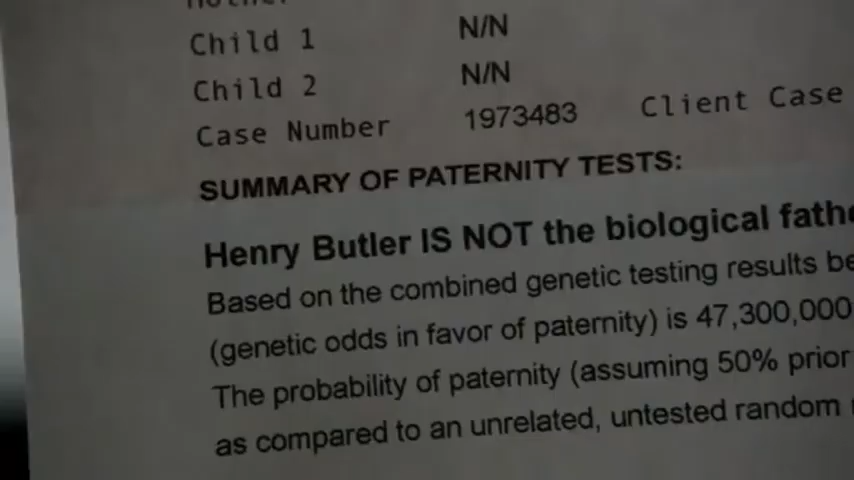 Child 1 N/N
Child 2 N/N
Case Number 1973483 Client Case
SUMMARY OF PATERNITY TESTS:
Henry Butler IS NOT the biological fathe
Based on the combined genetic testing results be
(genetic odds in favor of paternity) is 47,300,000
The probability of paternity (assuming 50% prior
as compared to an unrelated, untested random